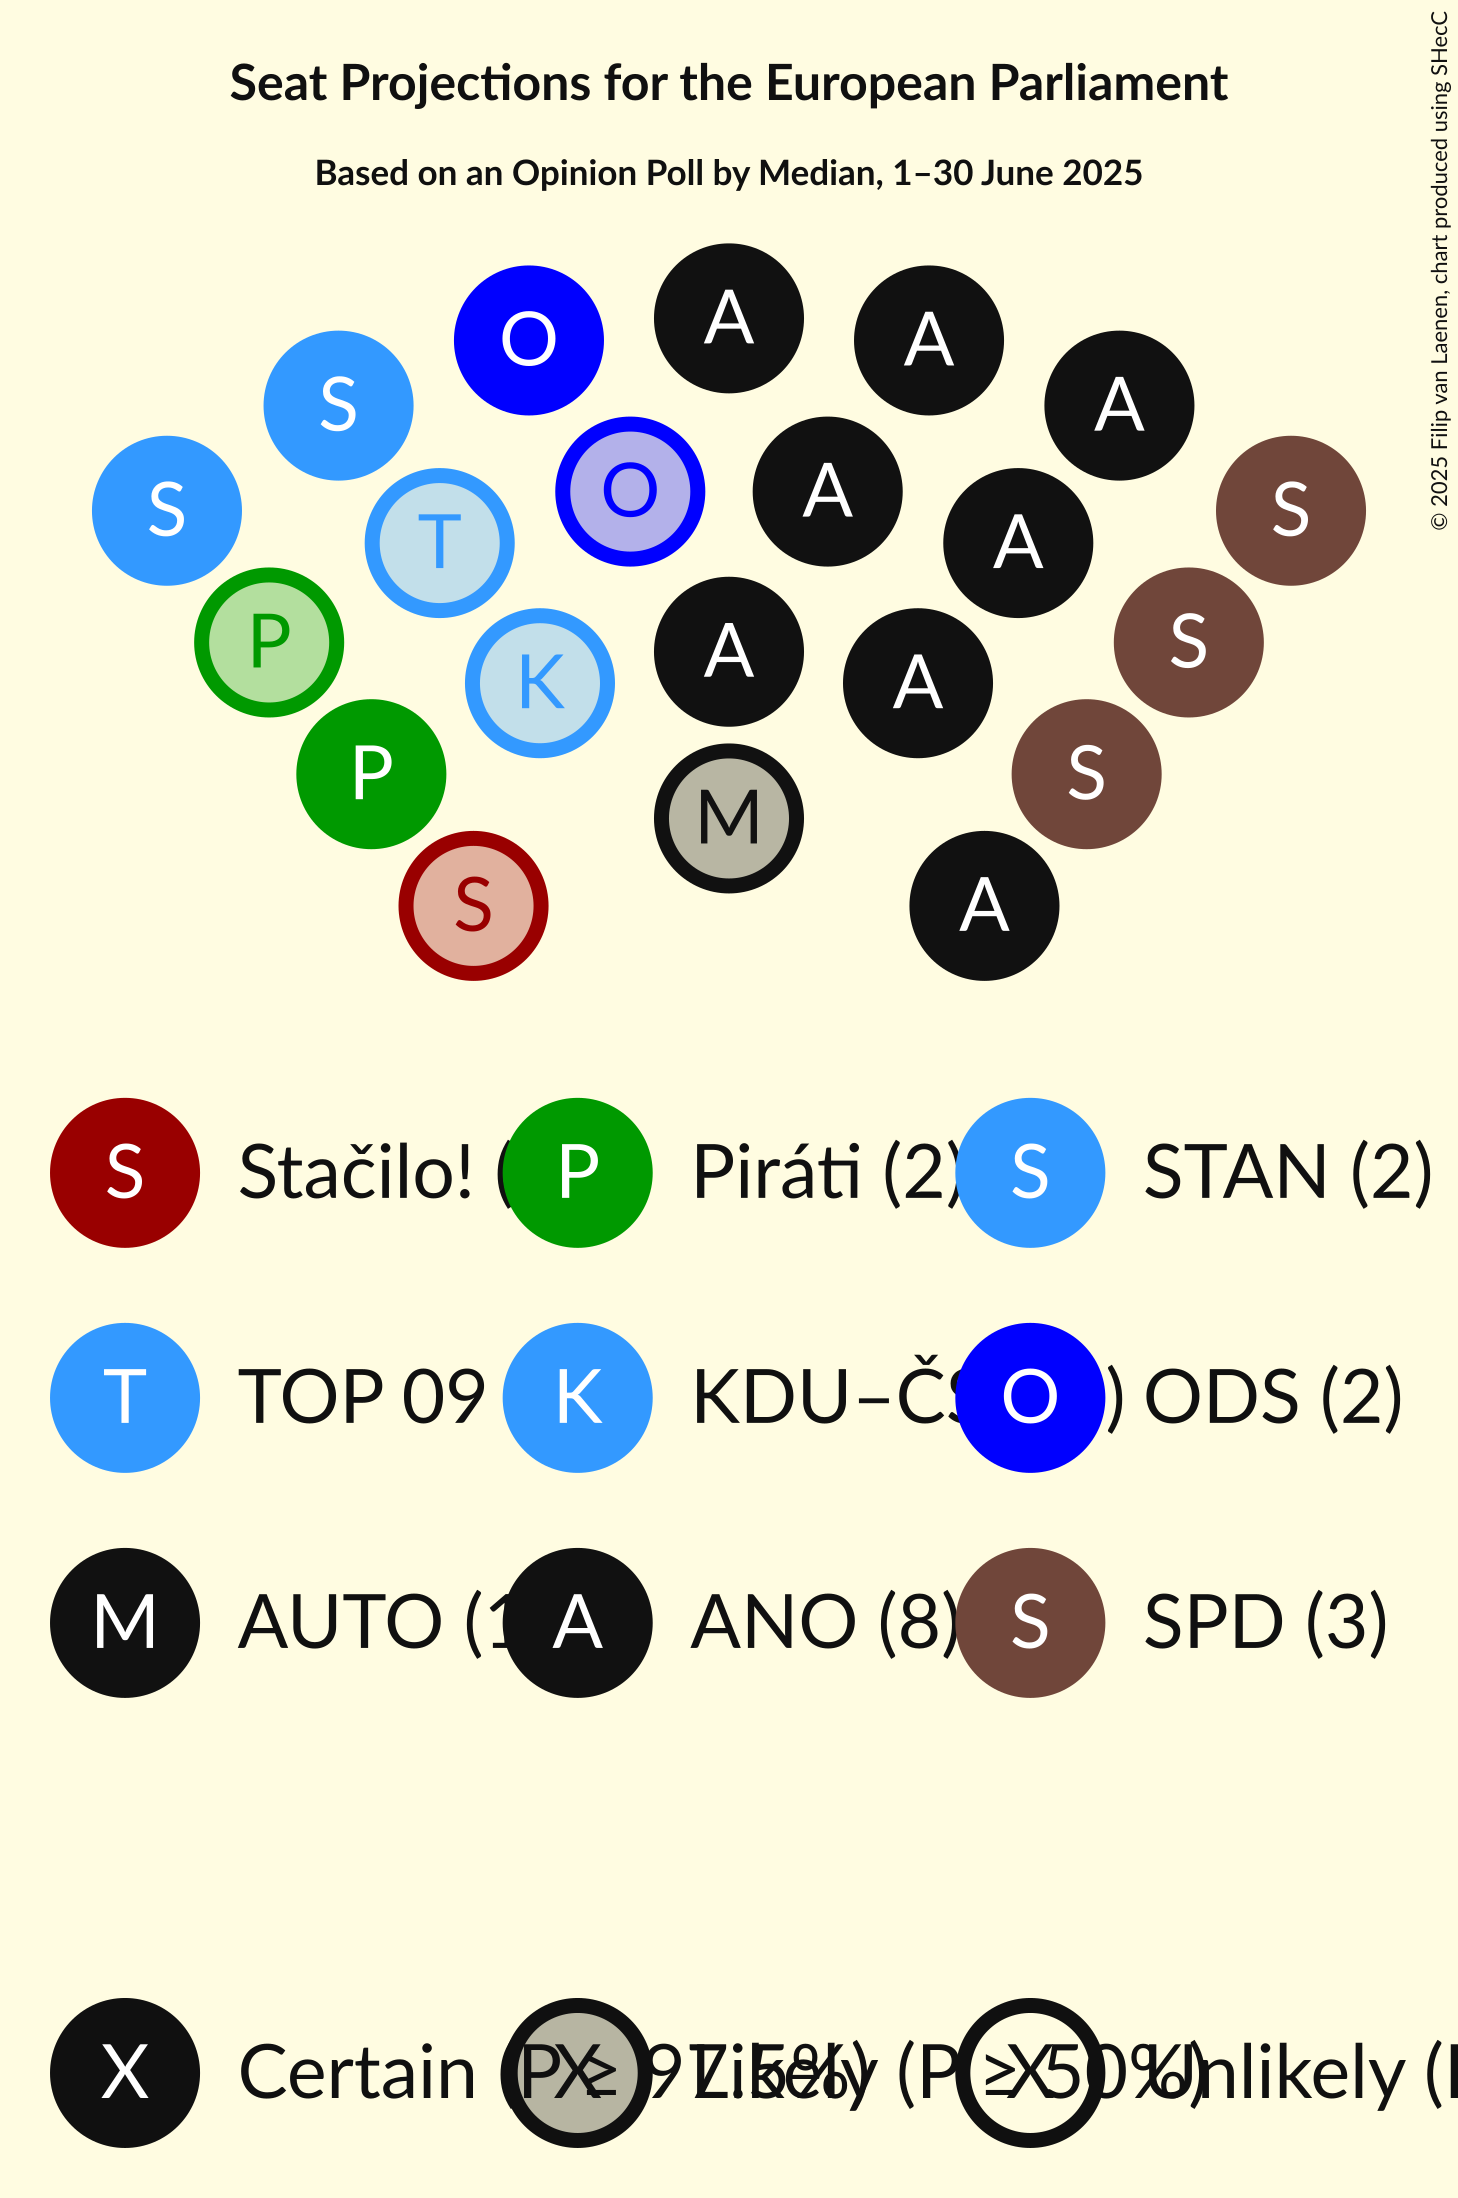 Seat Projections for the European Parliament
Based on an Opinion Poll by Median, 1–30 June 2025
© 2025 Filip van Laenen, chart produced using SHecC
O A A A
S S
S O A S
T A
P S
K A A
P M S
S A
S Stačilo! ( P Piráti (2) S STAN (2)
T TOP 09 K KDU–ČS O ) ODS (2)
M AUTO (1 A ANO (8) S SPD (3)
X Certain (P ≥ 97.5%) X Likely (P ≥ 50%) X Unlikely (